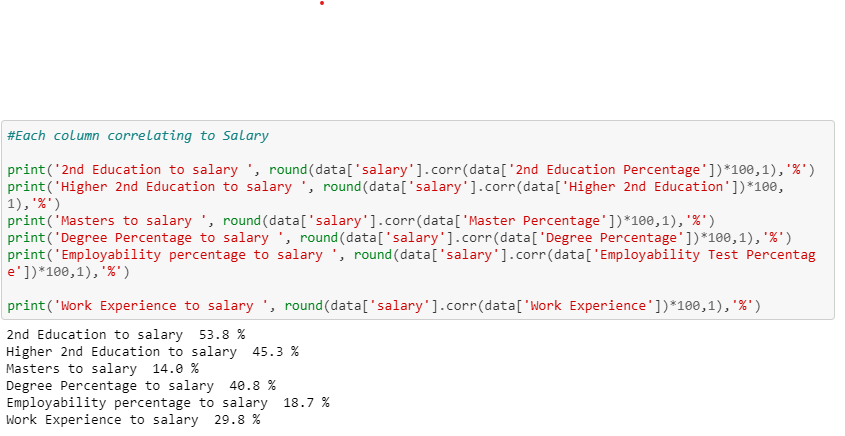 #Each column correlating to Salary
print('2nd Education to salary ', round(data['salary'].corr(data['2nd Education Percentage'])*100,1),'%')
print('Higher 2nd Education to salary ', round(data['salary'].corr(data['Higher 2nd Education'])*100,
1),'%')
print('Masters to salary ', round(data['salary'].corr(data['Master Percentage'])*100,1),'%')
print('Degree Percentage to salary ', round(data['salary'].corr(data['Degree Percentage'])*100,1),'%')
print('Employability percentage to salary ', round(data['salary'].corr(data['Employability Test Percentag
e'])*100,1),'%')
print('Work Experience to salary ', round(data['salary'].corr(data['Work Experience'])*100,1),'%')
2nd Education to salary  53.8 %
Higher 2nd Education to salary  45.3 %
Masters to salary  14.0 %
Degree Percentage to salary  40.8 %
Employability percentage to salary  18.7 %
Work Experience to salary  29.8 %